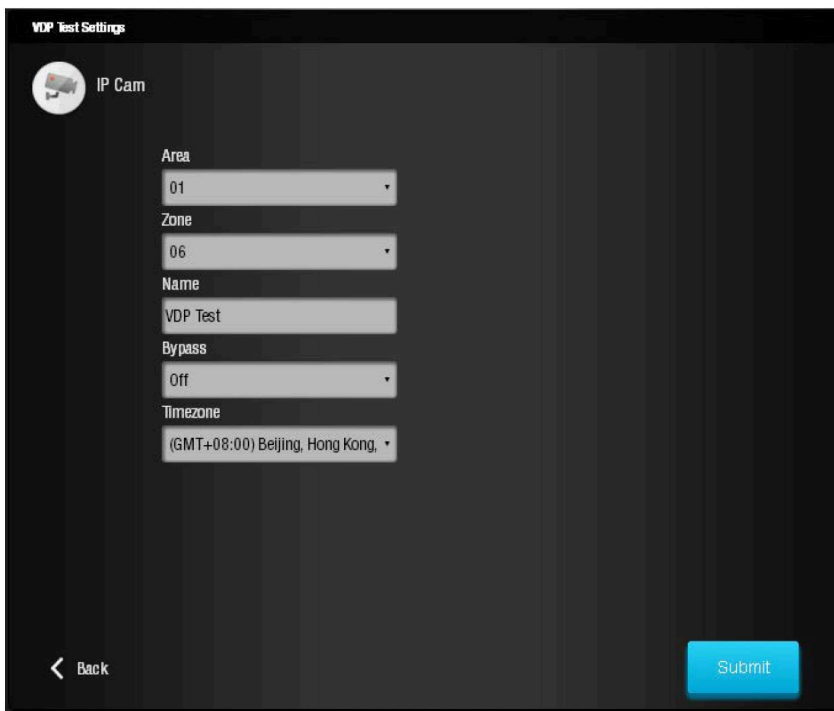 VDP Test Settings
IP Cam
Area
01
Zone
06
Name
VDP Test
Bypass
Off
Timezone
(GMT+08:00) Beijing, Hong Kong,
Back
Submit